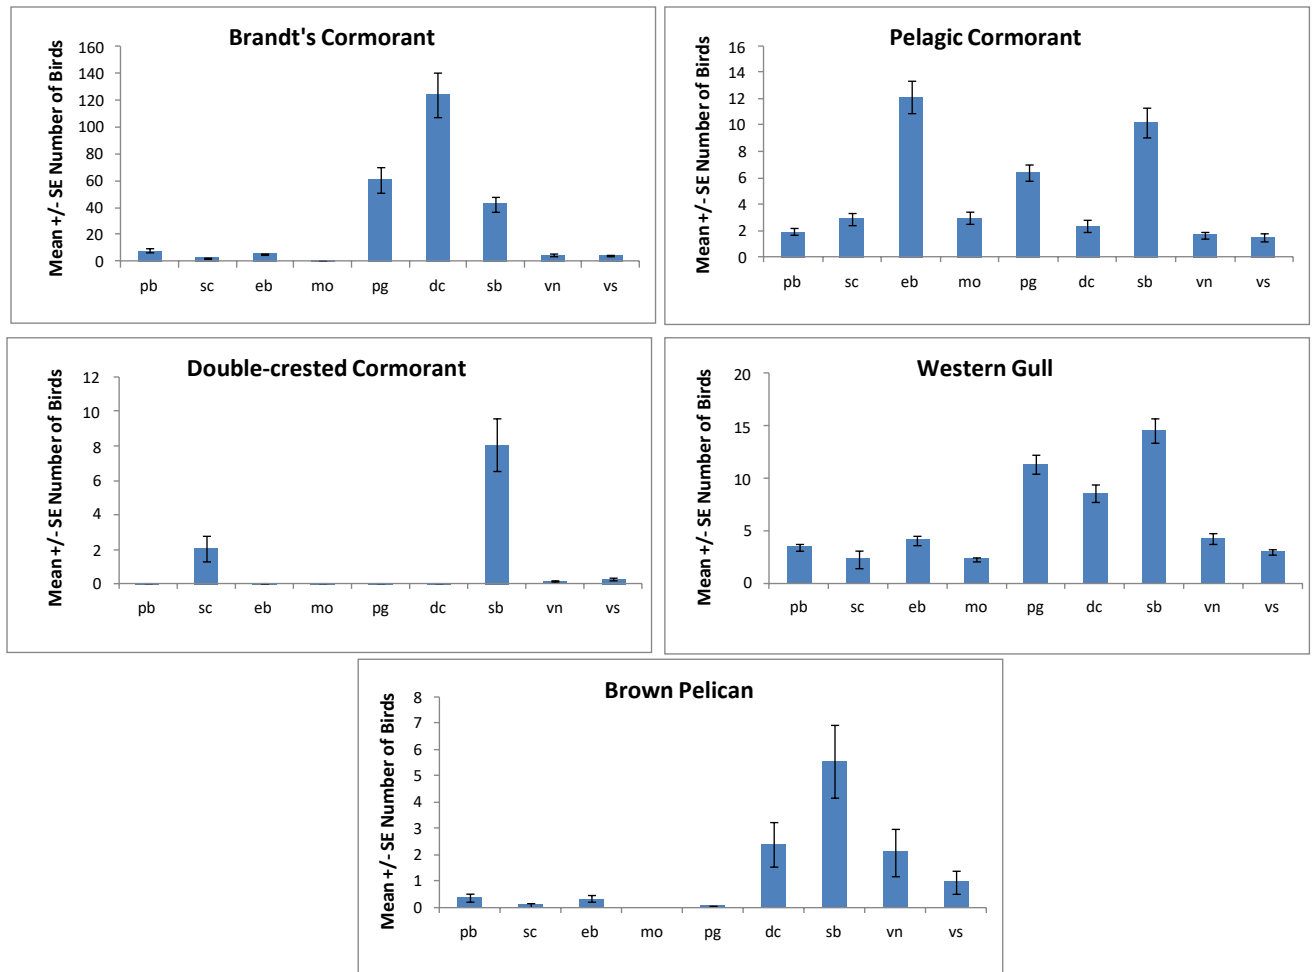 Brandt's Cormorant
Mean +/- SE Number of Birds
160
140
120
100
80
60
40
20
0
pb sc eb mo pg dc sb vn vs
Pelagic Cormorant
Mean +/- SE Number of Birds
16
14
12
10
8
6
4
2
0
pb sc eb mo pg dc sb vn vs
Double-crested Cormorant
Mean +/- SE Number of Birds
12
10
8
6
4
2
0
pb sc eb mo pg dc sb vn vs
Western Gull
Mean +/- SE Number of Birds
20
15
10
5
0
pb sc eb mo pg dc sb vn vs
Brown Pelican
Mean +/- SE Number of Birds
8
7
6
5
4
3
2
1
0
pb sc eb mo pg dc sb vn vs